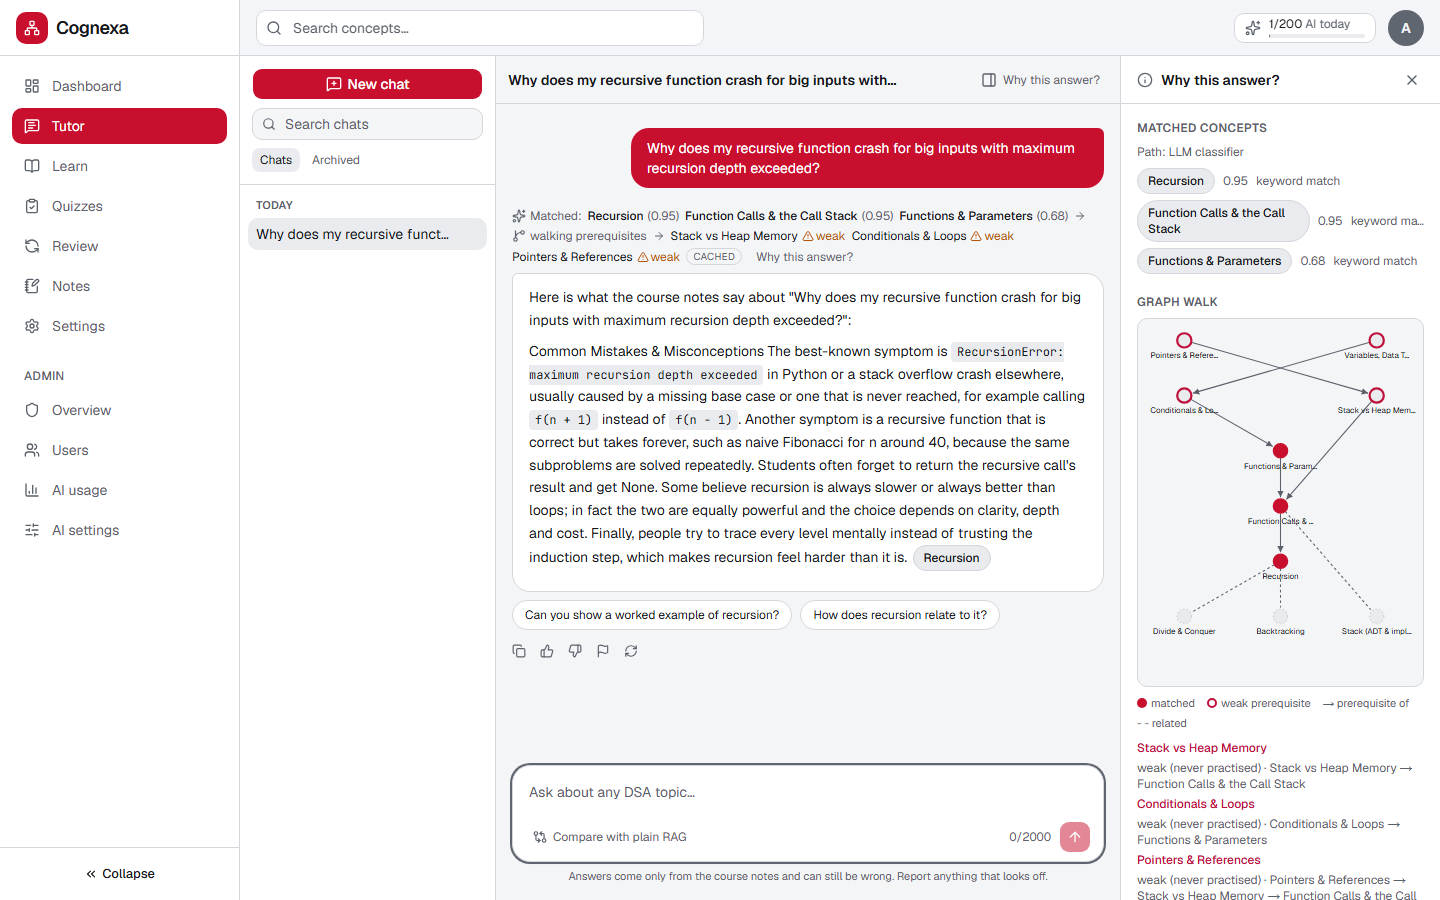 Cognexa
Search concepts...
1/200 AI today
A
Dashboard
Tutor
Learn
Quizzes
Review
Notes
Settings
ADMIN
Overview
Users
AI usage
AI settings
Collapse
New chat
Search chats
Chats
Archived
TODAY
Why does my recursive funct...
Why does my recursive function crash for big inputs with...
Why this answer?
Why does my recursive function crash for big inputs with maximum
recursion depth exceeded?
Matched: Recursion (0.95) Function Calls & the Call Stack (0.95) Functions & Parameters (0.68) →
walking prerequisites → Stack vs Heap Memory weak Conditionals & Loops weak
Pointers & References weak CACHED Why this answer?
Here is what the course notes say about "Why does my recursive function crash for big
inputs with maximum recursion depth exceeded?":
Common Mistakes & Misconceptions The best-known symptom is RecursionError:
maximum recursion depth exceeded in Python or a stack overflow crash elsewhere,
usually caused by a missing base case or one that is never reached, for example calling
f(n + 1) instead of f(n - 1). Another symptom is a recursive function that is
correct but takes forever, such as naive Fibonacci for n around 40, because the same
subproblems are solved repeatedly. Students often forget to return the recursive call's
result and get None. Some believe recursion is always slower or always better than
loops; in fact the two are equally powerful and the choice depends on clarity, depth
and cost. Finally, people try to trace every level mentally instead of trusting the
induction step, which makes recursion feel harder than it is. Recursion
Can you show a worked example of recursion?
How does recursion relate to it?
Ask about any DSA topic...
Compare with plain RAG
0/2000
Answers come only from the course notes and can still be wrong. Report anything that looks off.
Why this answer?
MATCHED CONCEPTS
Path: LLM classifier
Recursion 0.95 keyword match
Function Calls & the Call
Stack 0.95 keyword ma...
Functions & Parameters 0.68 keyword match
GRAPH WALK
Pointers & Refere...
Variables, Data T...
Conditionals & Lo...
Stack vs Heap Mem...
Functions & Param...
Function Calls & ...
Recursion
Divide & Conquer
Backtracking
Stack (ADT & impl...
matched weak prerequisite → prerequisite of
- - related
Stack vs Heap Memory
weak (never practised) · Stack vs Heap Memory →
Function Calls & the Call Stack
Conditionals & Loops
weak (never practised) · Conditionals & Loops →
Functions & Parameters
Pointers & References
weak (never practised) · Pointers & References →
Stack vs Heap Memory → Function Calls & the Call